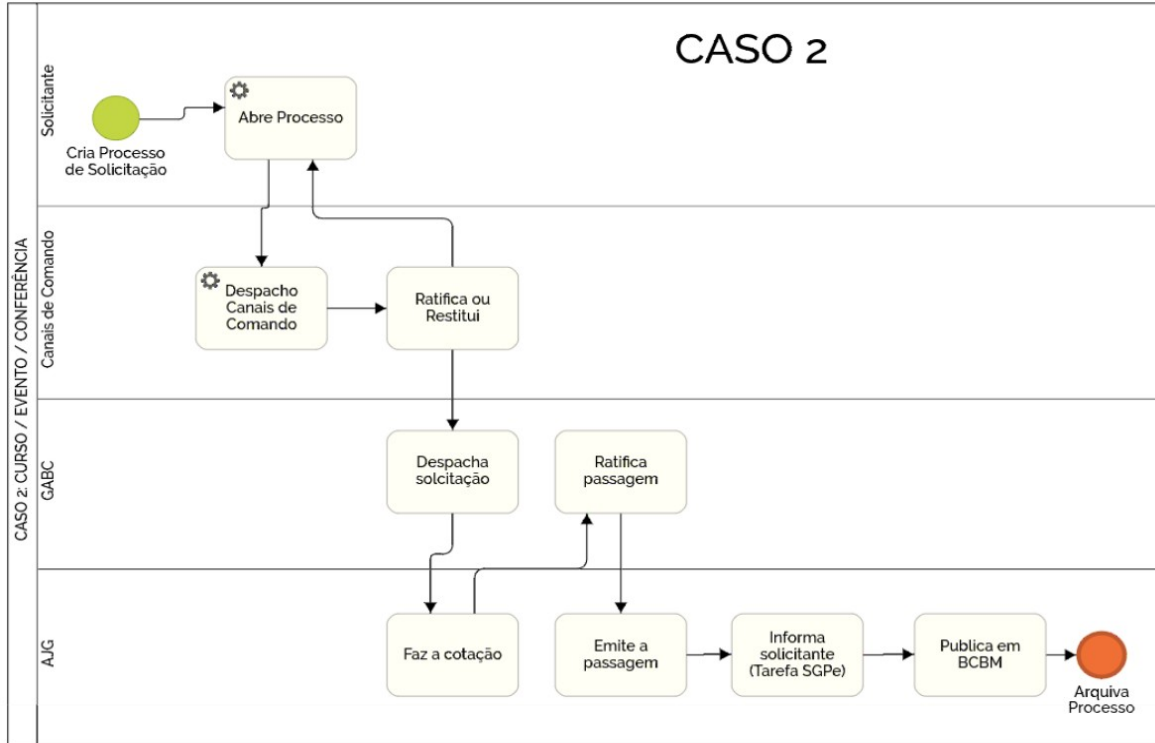 CASO 2
CASO 2: CURSO / EVENTO / CONFERÊNCIA
Solicitante
Cria Processo
de Solicitação
Abre Processo
Canais de Comando
Despacho
Canais de
Comando
Ratifica ou
Restitui
GABC
Despacha
solcitação
Ratifica
passagem
AJG
Faz a cotação
Emite a
passagem
Informa
solicitante
(Tarefa SGPe)
Publica em
BCBM
Arquiva
Processo